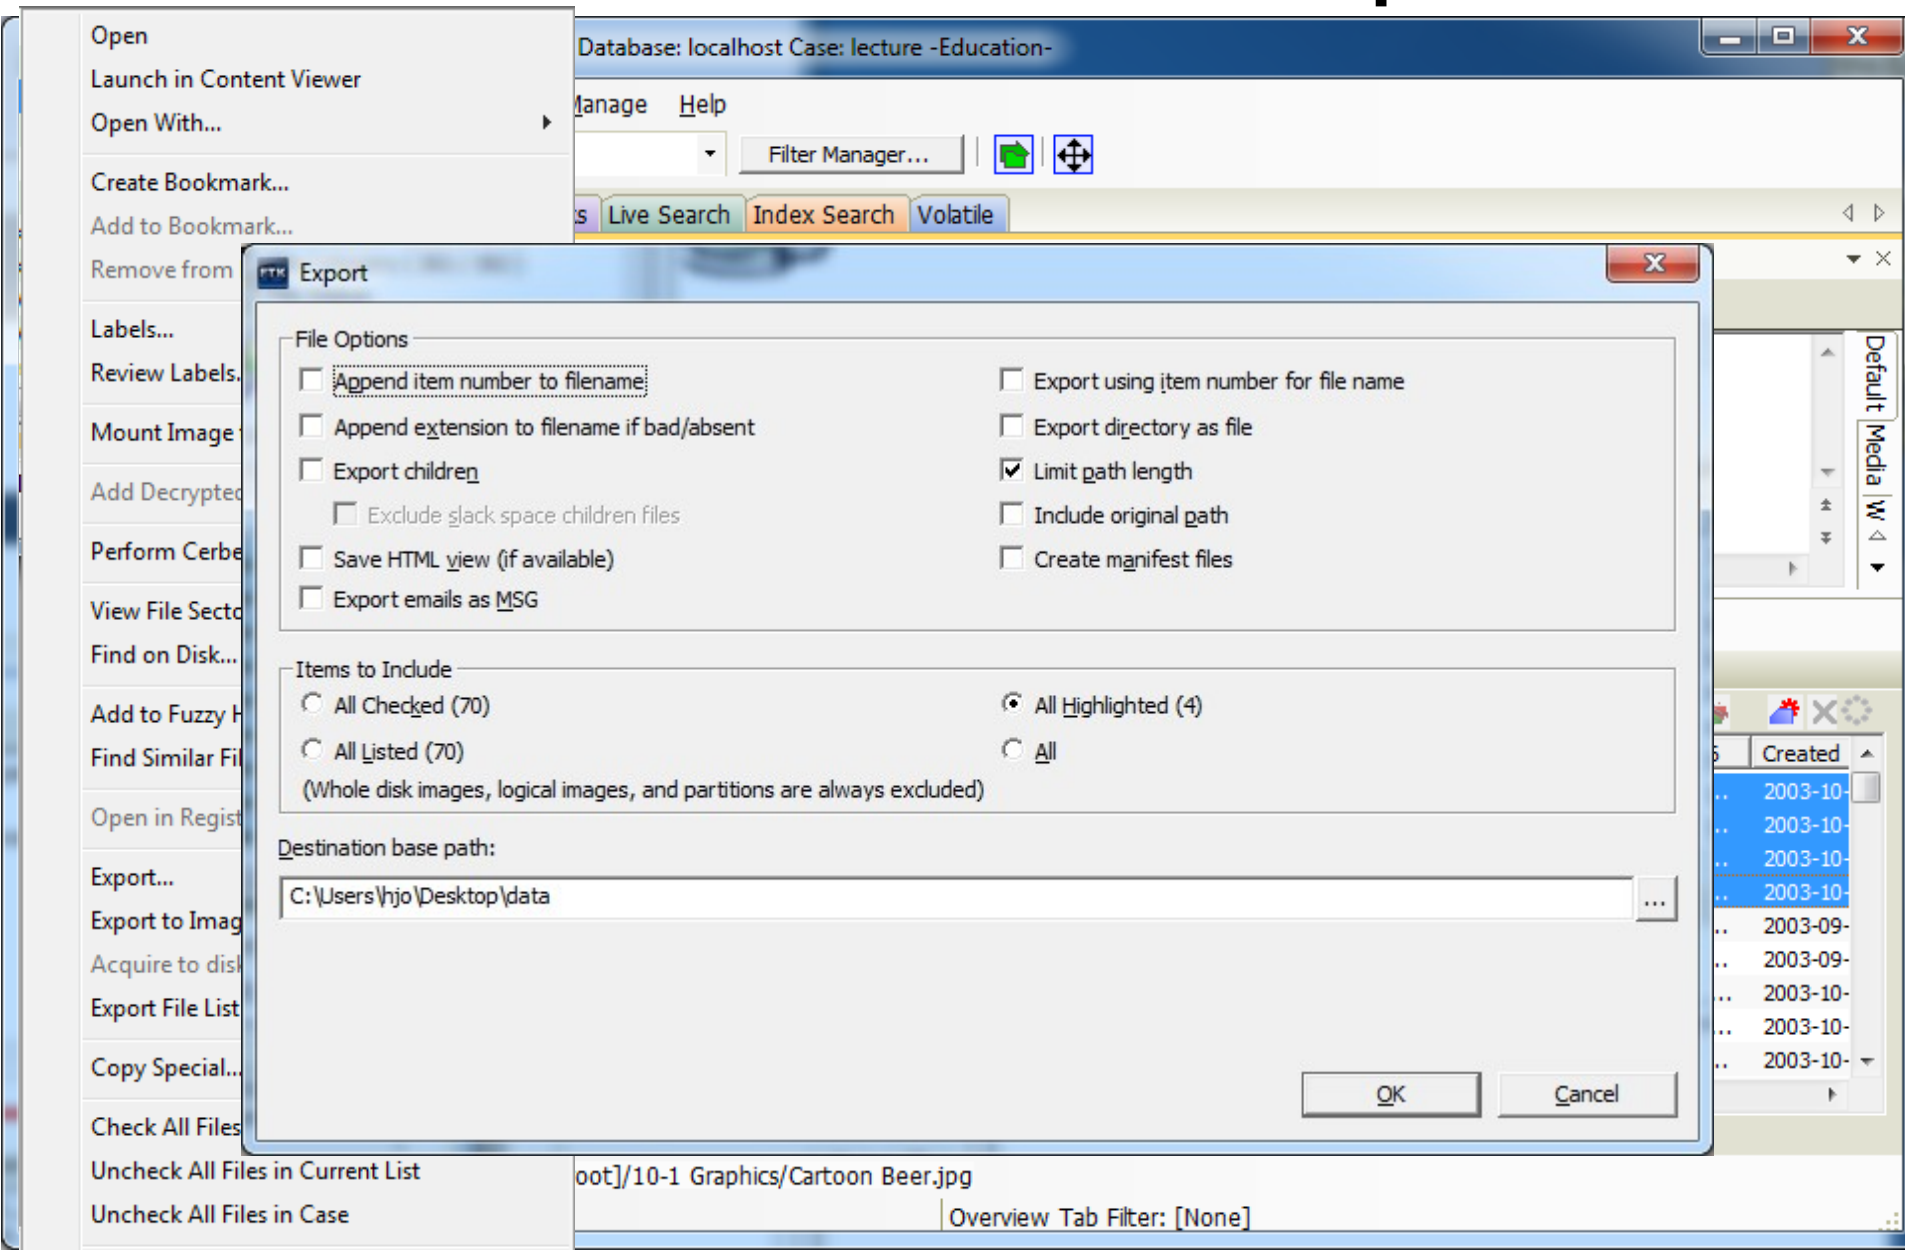 Open
Launch in Content Viewer
Open With...
Create Bookmark...
Add to Bookmark...
Remove from
Labels...
Review Labels.
Mount Image
Add Decrypted
Perform Cerbe
View File Secto
Find on Disk...
Add to Fuzzy H
Find Similar Fil
Open in Regist
Export...
Export to Imag
Acquire to disk
Export File List
Copy Special...
Check All Files
Uncheck All Files in Current List
Uncheck All Files in Case
Database: localhost Case: lecture -Education-
Manage Help
Filter Manager...
ts Live Search Index Search Volatile
FTK Export
File Options
Append item number to filename
Append extension to filename if bad/absent
Export children
Exclude slack space children files
Save HTML view (if available)
Export emails as MSG
Export using item number for file name
Export directory as file
Limit path length
Include original path
Create manifest files
Items to Include
All Checked (70)
All Listed (70)
All Highlighted (4)
All
(Whole disk images, logical images, and partitions are always excluded)
Destination base path:
C:\Users\hjo\Desktop\data
...
OK Cancel
Default
Media
W
Created
.. 2003-10-
.. 2003-10-
.. 2003-10-
.. 2003-10-
.. 2003-09-
.. 2003-09-
... 2003-10-
... 2003-10-
.. 2003-10-
oot]/10-1 Graphics/Cartoon Beer.jpg
Overview Tab Filter: [None]